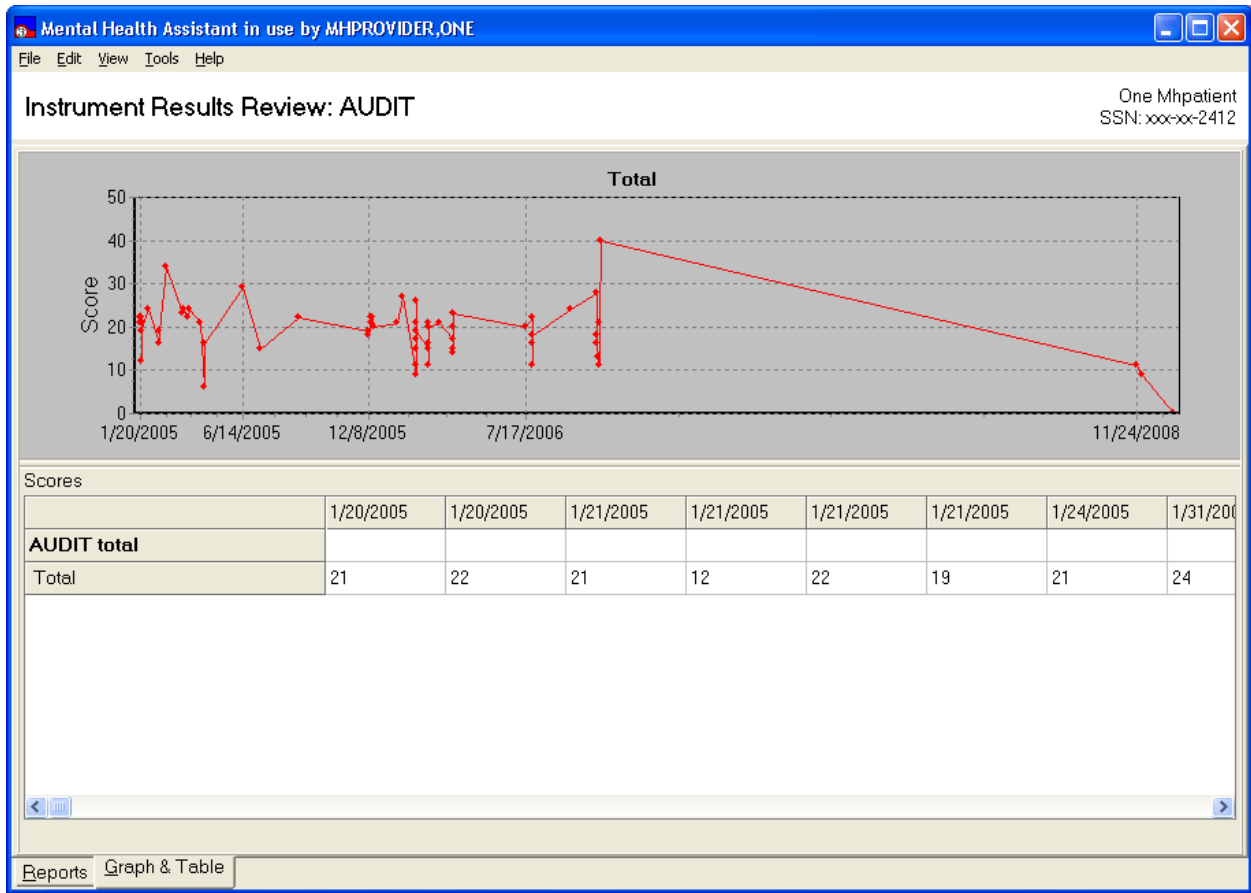 Mental Health Assistant in use by MHPROVIDER,ONE
File Edit View Tools Help
Instrument Results Review: AUDIT
One Mhpatient
SSN: xxx-xx-2412
Total
50
40
30
20
10
0
Score
1/20/2005 6/14/2005 12/8/2005 7/17/2006 11/24/2008
Scores
1/20/2005 1/20/2005 1/21/2005 1/21/2005 1/21/2005 1/21/2005 1/24/2005 1/31/200
AUDIT total
Total 21 22 21 12 22 19 21 24
Reports Graph & Table